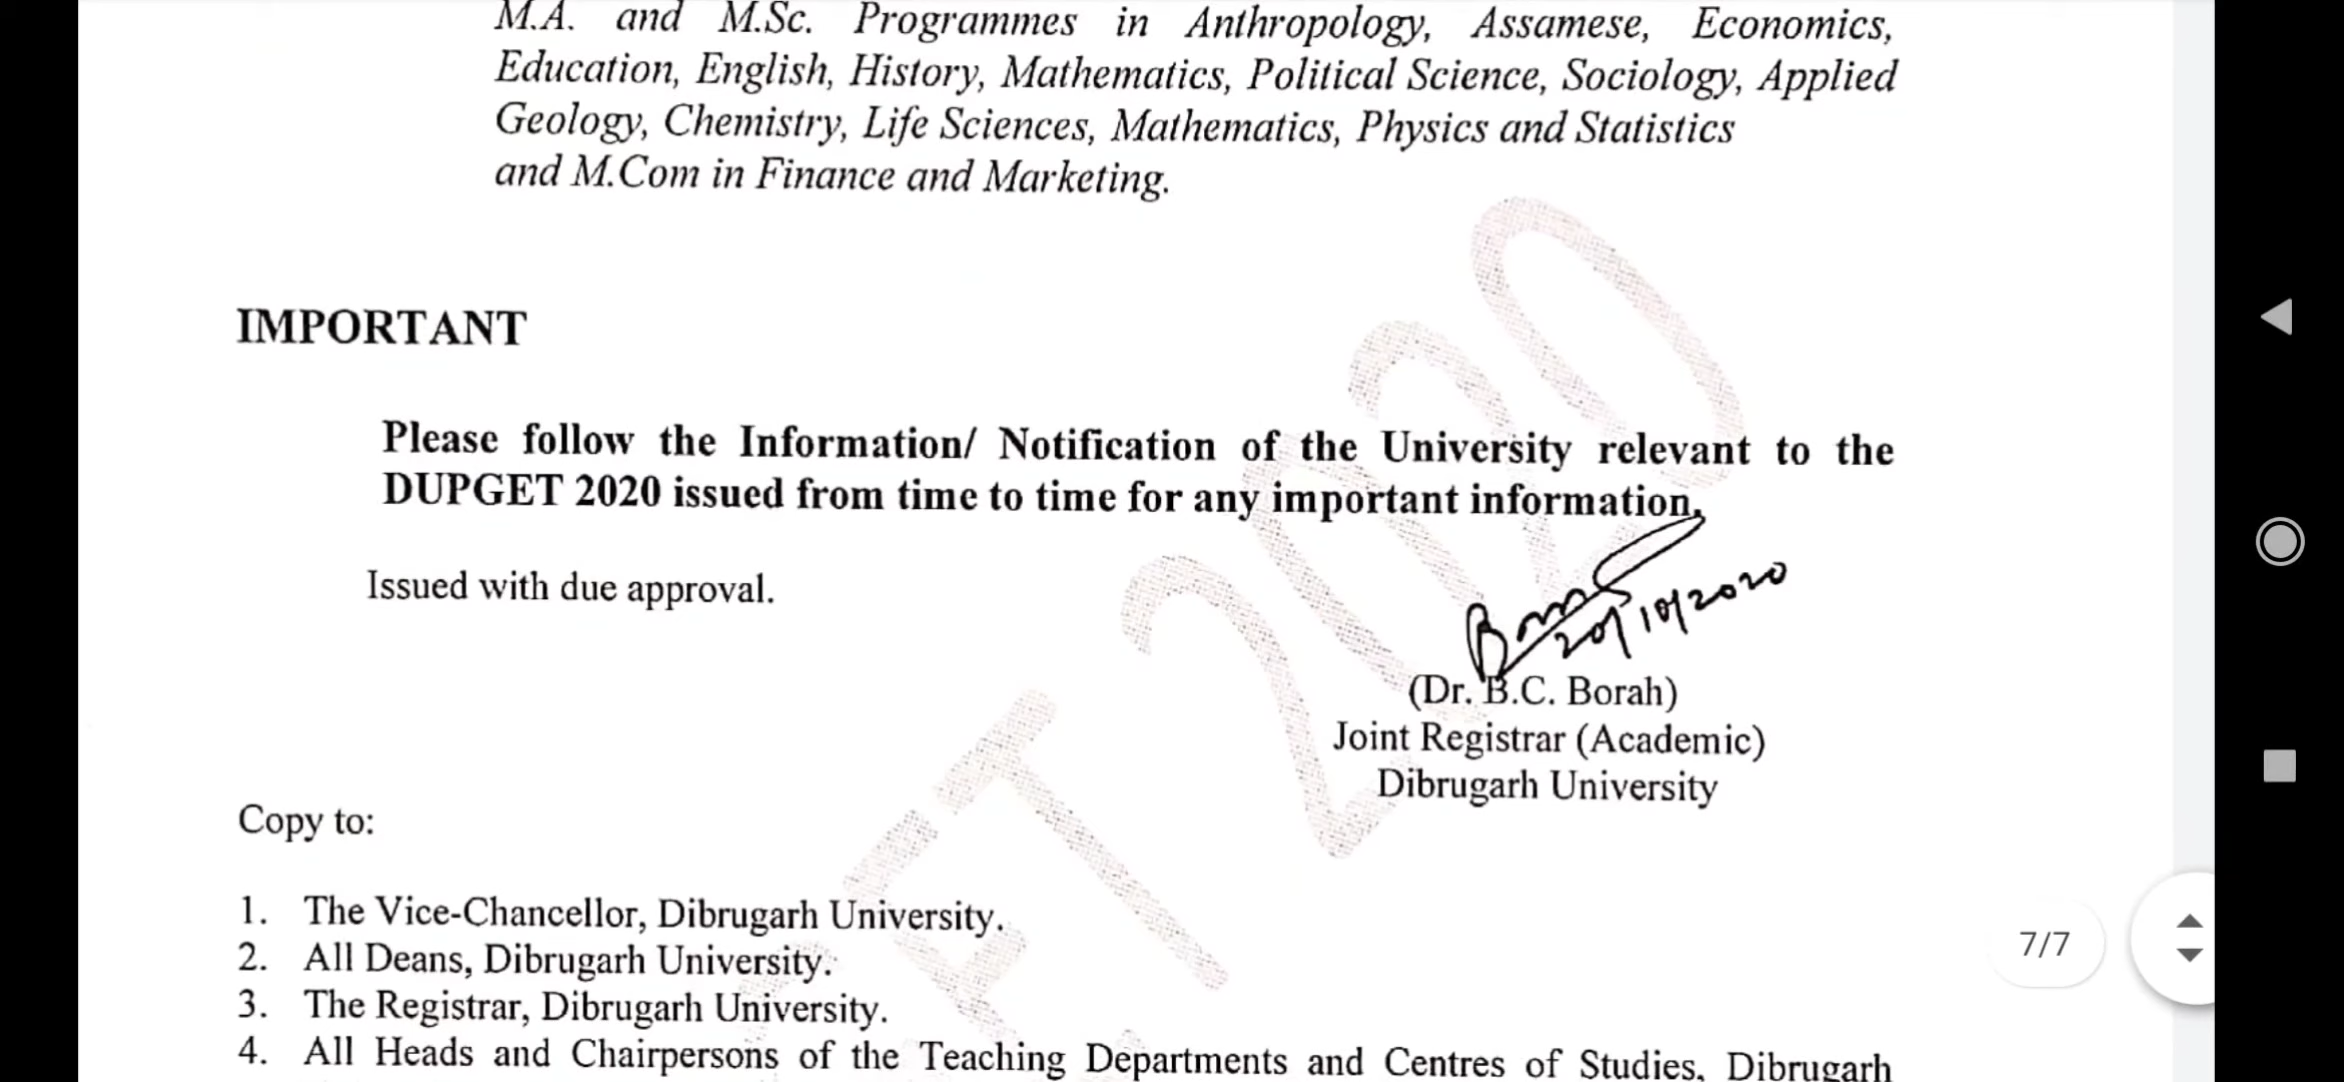 M.A. and M.Sc. Programmes in Anthropology, Assamese, Economics,
Education, English, History, Mathematics, Political Science, Sociology, Applied
Geology, Chemistry, Life Sciences, Mathematics, Physics and Statistics
and M.Com in Finance and Marketing.
IMPORTANT
Please follow the Information/ Notification of the University relevant to the
DUPGET 2020 issued from time to time for any important information.
Issued with due approval.
20/10/2020
(Dr. B.C. Borah)
Joint Registrar (Academic)
Dibrugarh University
Copy to:
1. The Vice-Chancellor, Dibrugarh University.
2. All Deans, Dibrugarh University.
3. The Registrar, Dibrugarh University.
4. All Heads and Chairpersons of the Teaching Departments and Centres of Studies, Dibrugarh
7/7
ET 2020